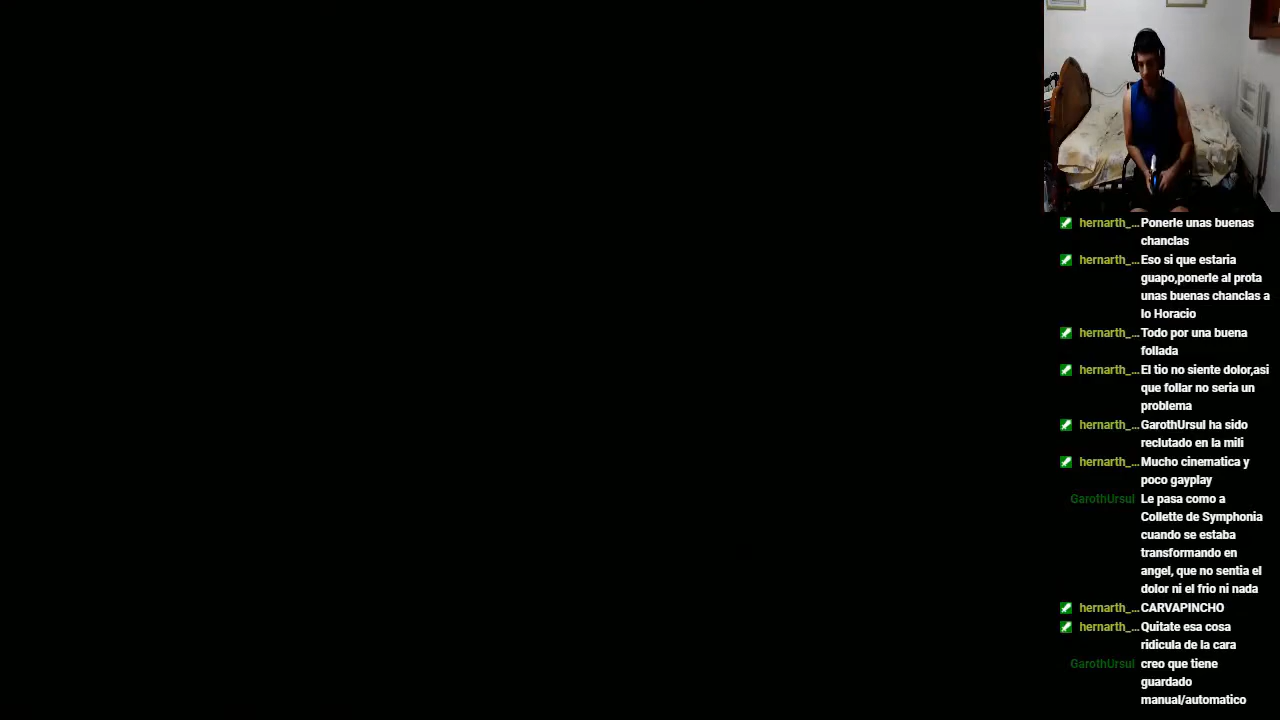 hernarth_... Ponerle unas buenas
chanclas
hernarth_... Eso si que estaria
guapo,ponerle al prota
unas buenas chanclas a
lo Horacio
hernarth_... Todo por una buena
follada
hernarth_... El tio no siente dolor,asi
que follar no seria un
problema
hernarth_... GarothUrsul ha sido
reclutado en la mili
hernarth_... Mucho cinematica y
poco gayplay
GarothUrsul Le pasa como a
Collette de Symphonia
cuando se estaba
transformando en
angel, que no sentia el
dolor ni el frio ni nada
hernarth_... CARVAPINCHO
hernarth_... Quitate esa cosa
ridicula de la cara
GarothUrsul creo que tiene
guardado
manual/automatico